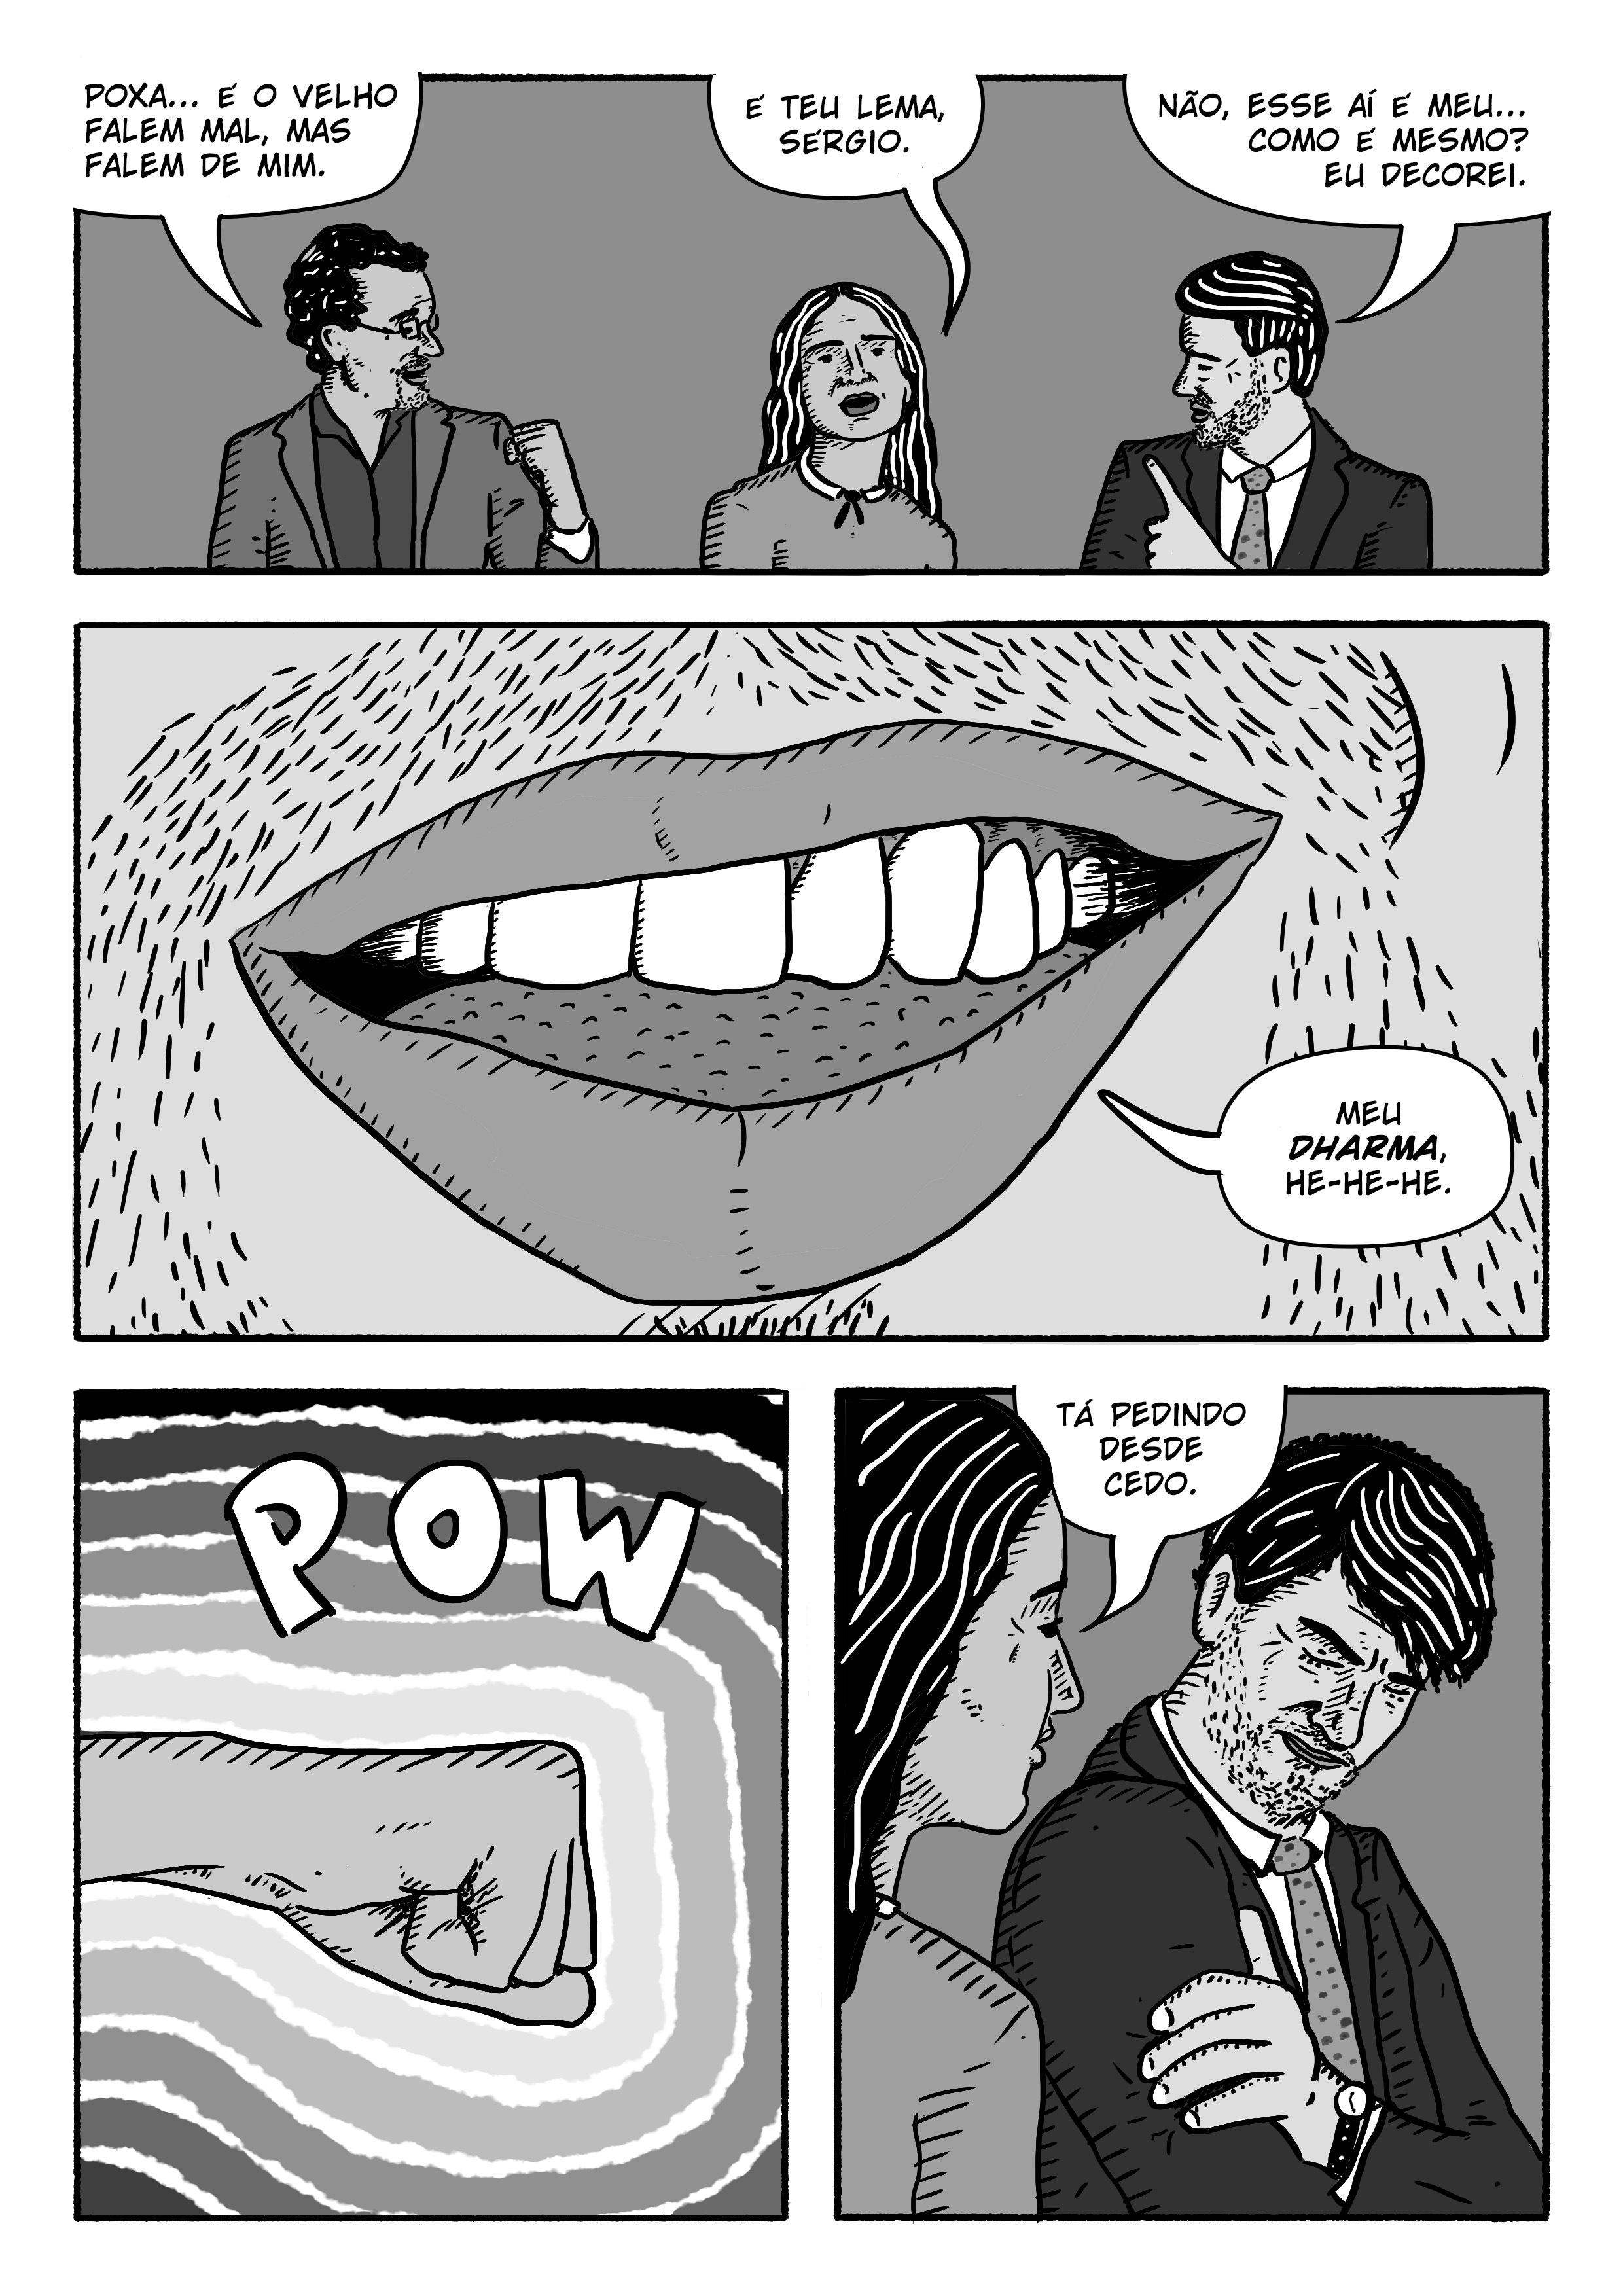 POXA... É O VELHO
FALEM MAL, MAS
FALEM DE MIM.
É TEU LEMA,
SÉRGIO.
NÃO, ESSE AÍ É MEU...
COMO É MESMO?
EU DECOREI.
MEU
DHARMA,
HE-HE-HE.
POW
TÁ PEDINDO
DESDE
CEDO.